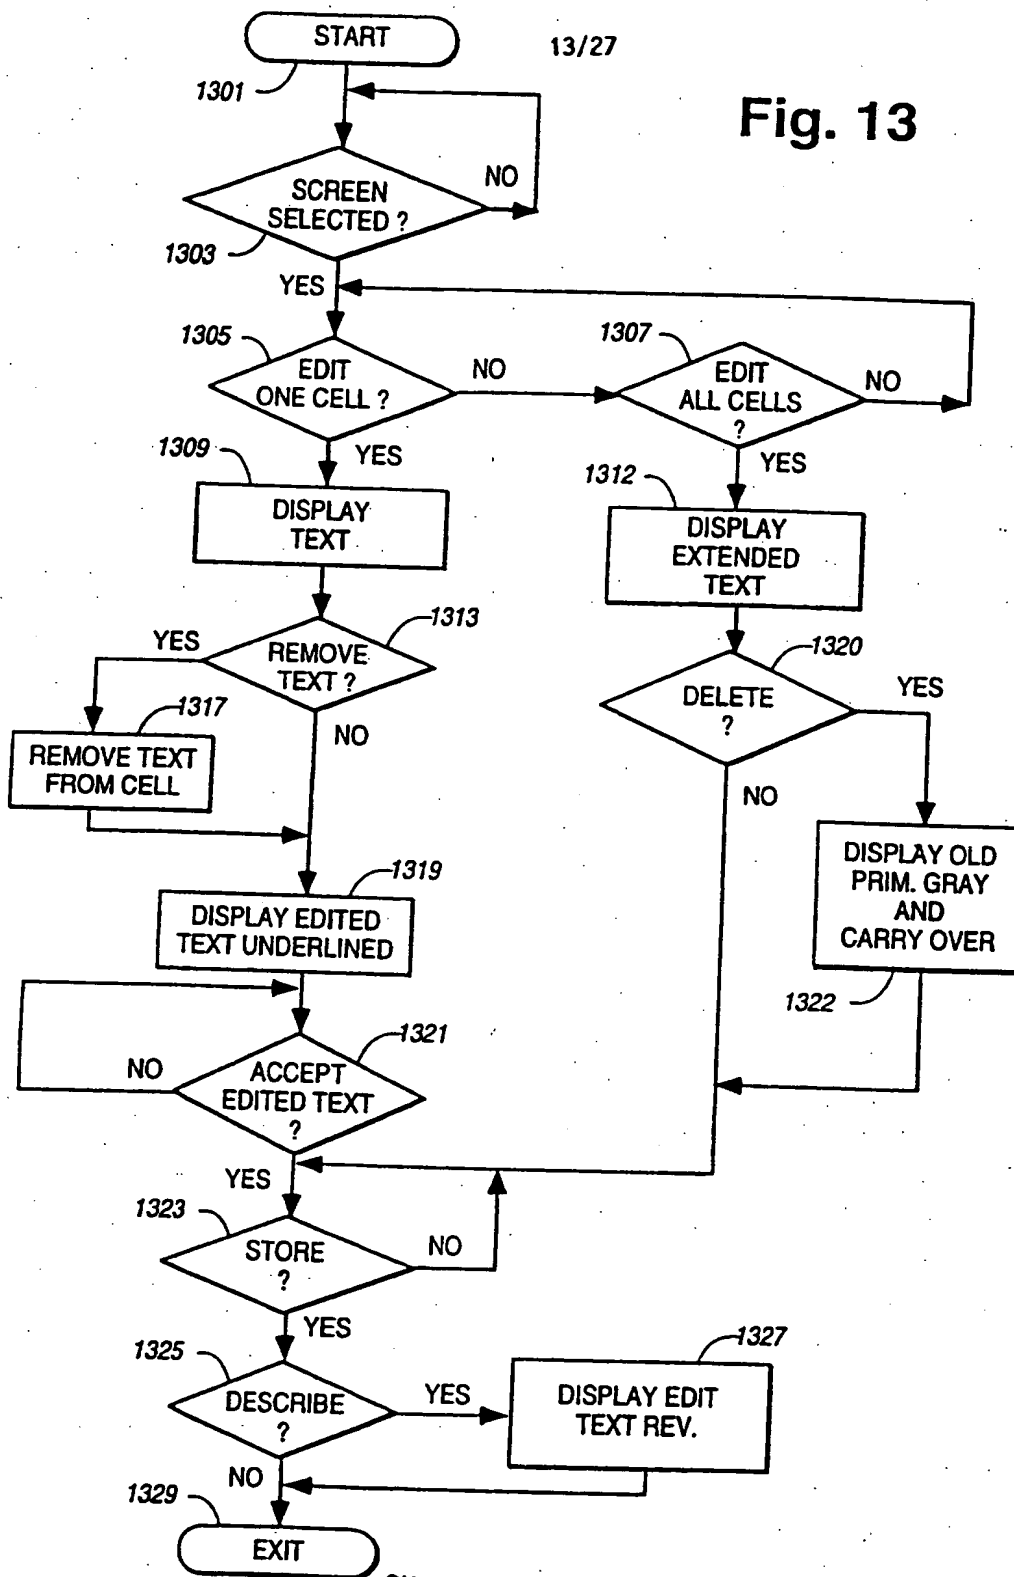 START
13/27
1301
Fig. 13
NO
SCREEN
SELECTED ?
1303
YES
1305
1307
EDIT
ONE CELL ?
NO
EDIT
ALL CELLS
?
NO
1309
YES
YES
1312
DISPLAY
TEXT
DISPLAY
EXTENDED
TEXT
1313
YES
REMOVE
TEXT ?
1320
DELETE
?
YES
1317
NO
REMOVE TEXT
FROM CELL
NO
DISPLAY OLD
PRIM. GRAY
AND
CARRY OVER
1319
DISPLAY EDITED
TEXT UNDERLINED
1322
1321
NO
ACCEPT
EDITED TEXT
?
YES
1323
STORE
?
NO
YES
1325
1327
DESCRIBE
?
YES
DISPLAY EDIT
TEXT REV.
NO
1329
EXIT